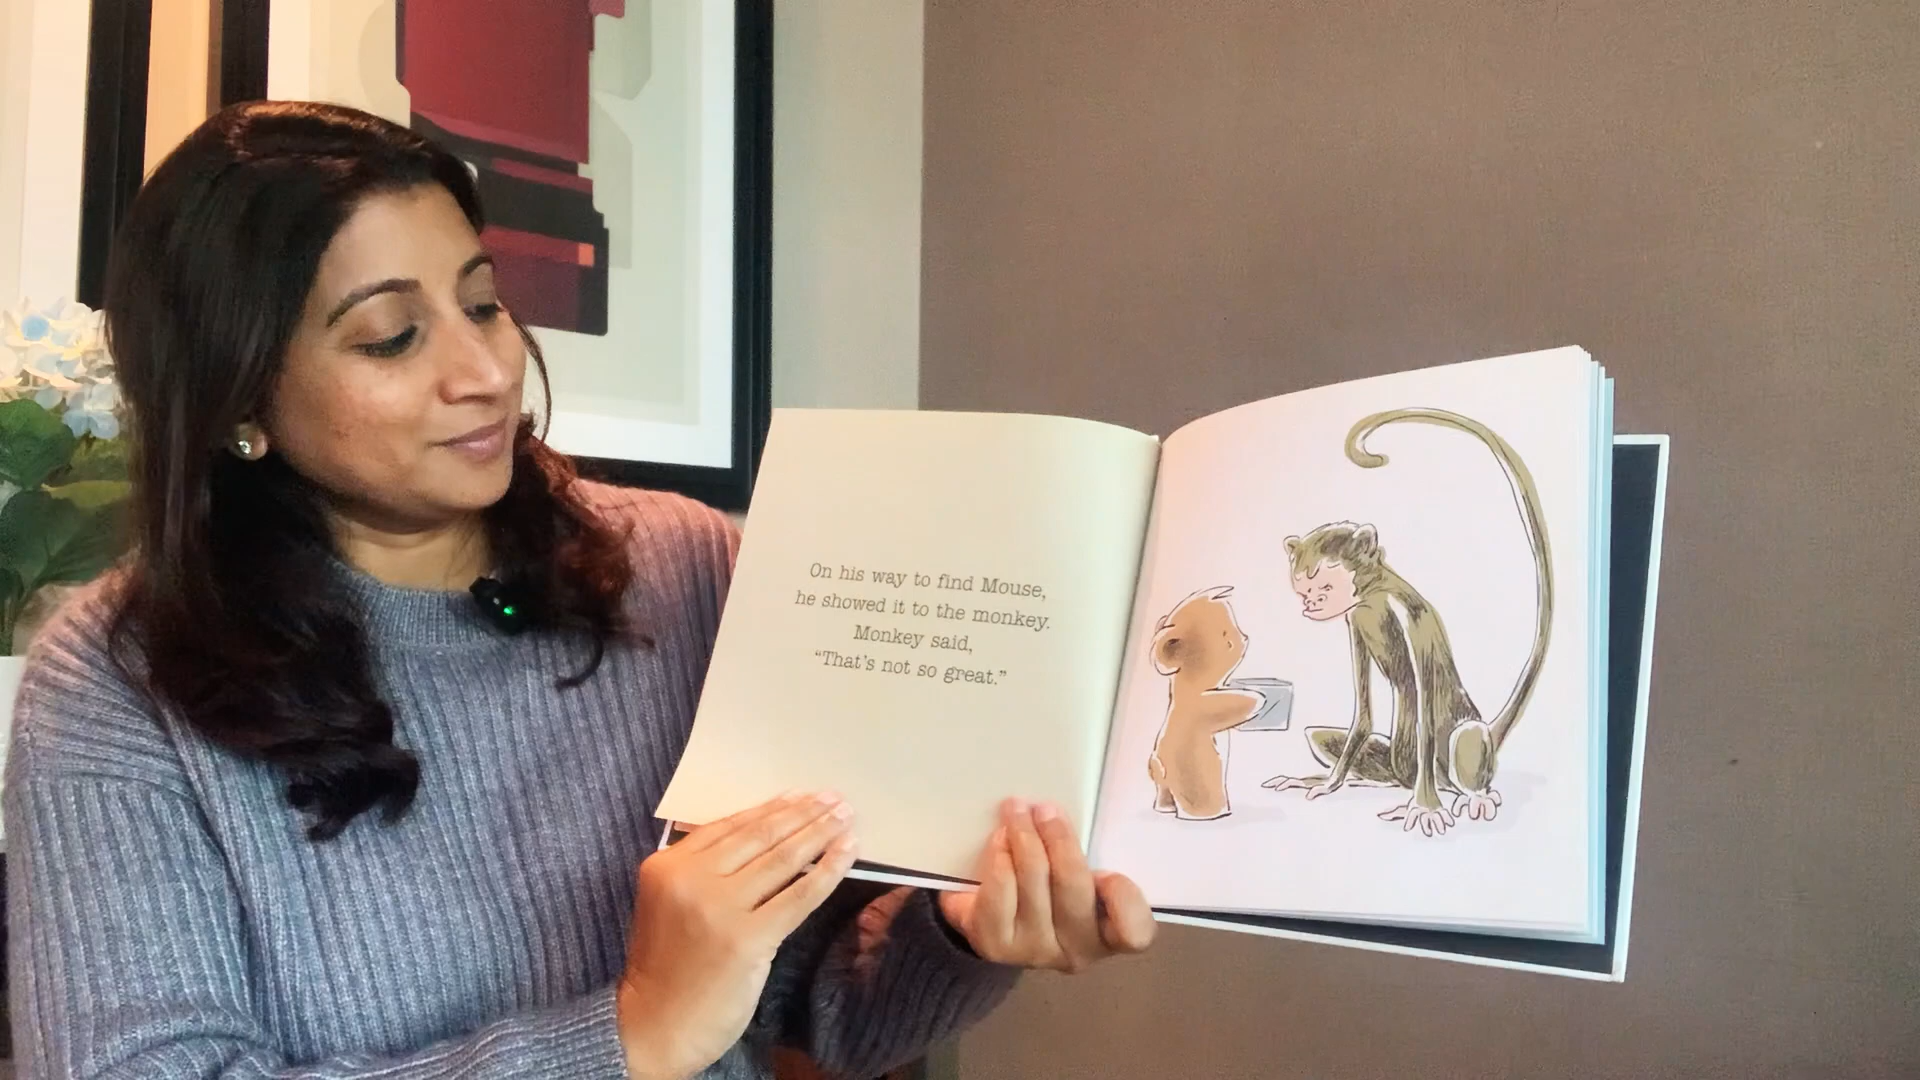 On his way to find Mouse,
he showed it to the monkey.
Monkey said,
“That’s not so great.”